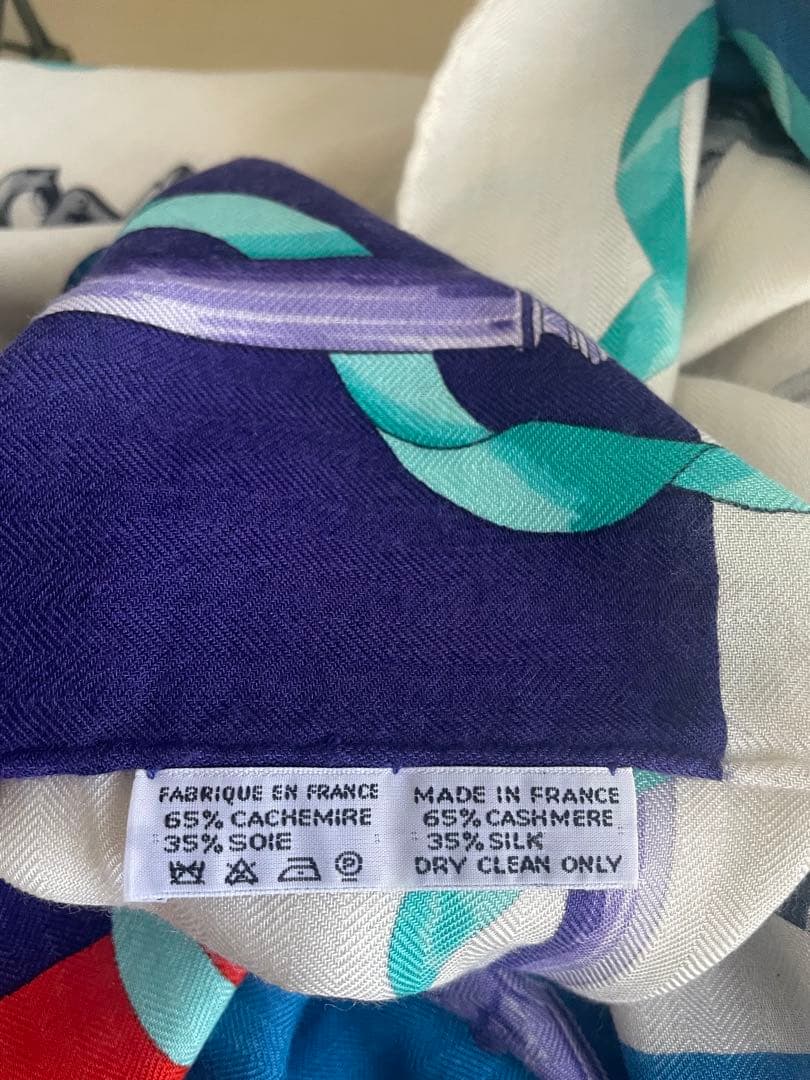 FABRIQUE EN FRANCE
65% CACHEMIRE
35% SOIE
P
MADE IN FRANCE
65% CASHMERE
35% SILK
DRY CLEAN ONLY